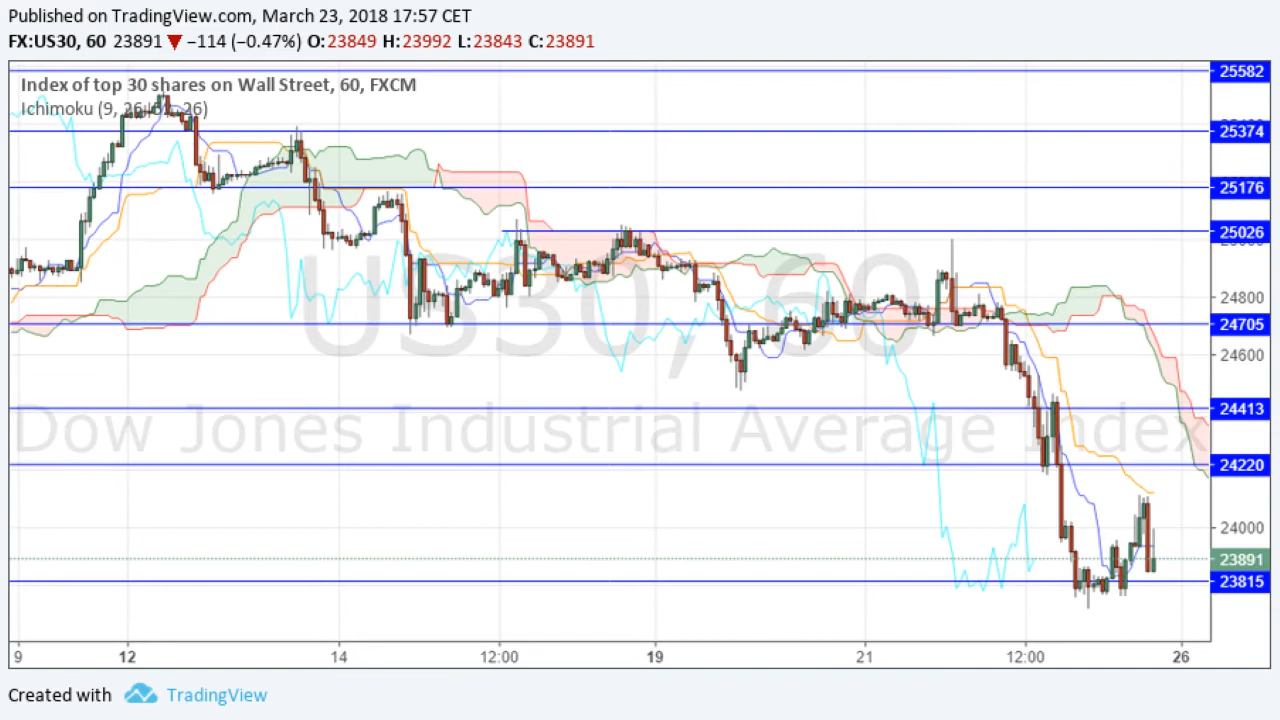 Published on TradingView.com, March 23, 2018 17:57 CET
FX:US30, 60 23891 ▼ −114 (−0.47%) O:23849 H:23992 L:23843 C:23891
Index of top 30 shares on Wall Street, 60, FXCM
Ichimoku (9, 26, 26)
US30, 60
Dow Jones Industrial Average Index
25582
25374
25176
25026
24800
24705
24600
24413
24220
24000
23891
23815
9 12 14 12:00 19 21 12:00 26
Created with TradingView